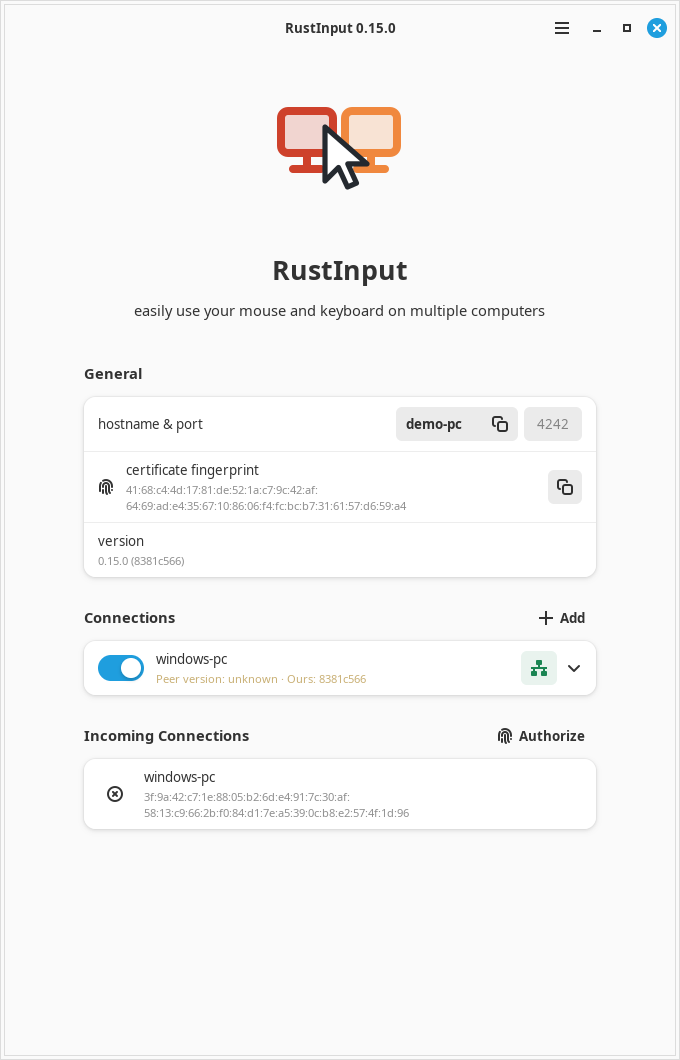 RustInput 0.15.0
RustInput
easily use your mouse and keyboard on multiple computers
General
hostname & port
demo-pc
4242
certificate fingerprint
41:68:c4:4d:17:81:de:52:1a:c7:9c:42:af:
64:69:ad:e4:35:67:10:86:06:f4:fc:bc:b7:31:61:57:d6:59:a4
version
0.15.0 (8381c566)
Connections
Add
windows-pc
Peer version: unknown · Ours: 8381c566
Incoming Connections
Authorize
windows-pc
3f:9a:42:c7:1e:88:05:b2:6d:e4:91:7c:30:af:
58:13:c9:66:2b:f0:84:d1:7e:a5:39:0c:b8:e2:57:4f:1d:96